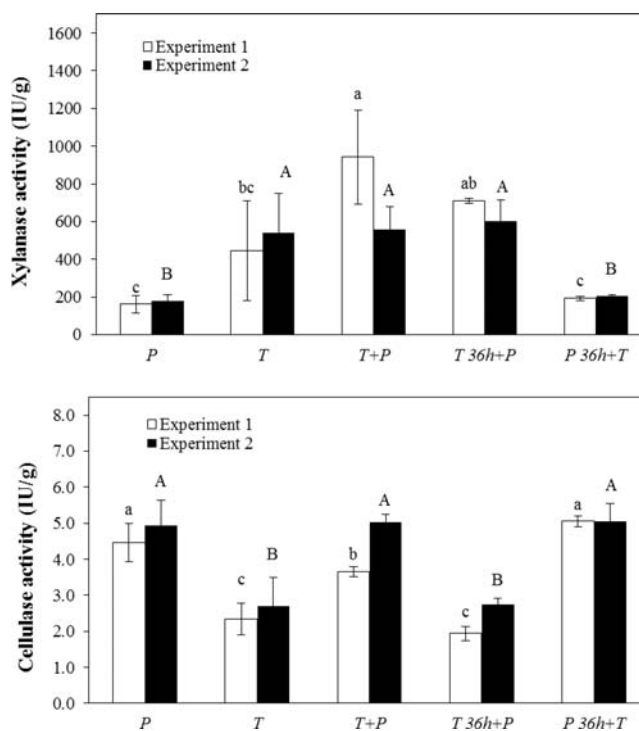 Xylanase activity (IU/g)
1600
1400
1200
1000
800
600
400
200
0
Experiment 1
Experiment 2
c B
bc A
a A
ab A
c B
P T T+P T 36h+P P 36h+T
Cellulase activity (IU/g)
8.0
7.0
6.0
5.0
4.0
3.0
2.0
1.0
0.0
Experiment 1
Experiment 2
a A
c B
b A
c B
a A
P T T+P T 36h+P P 36h+T